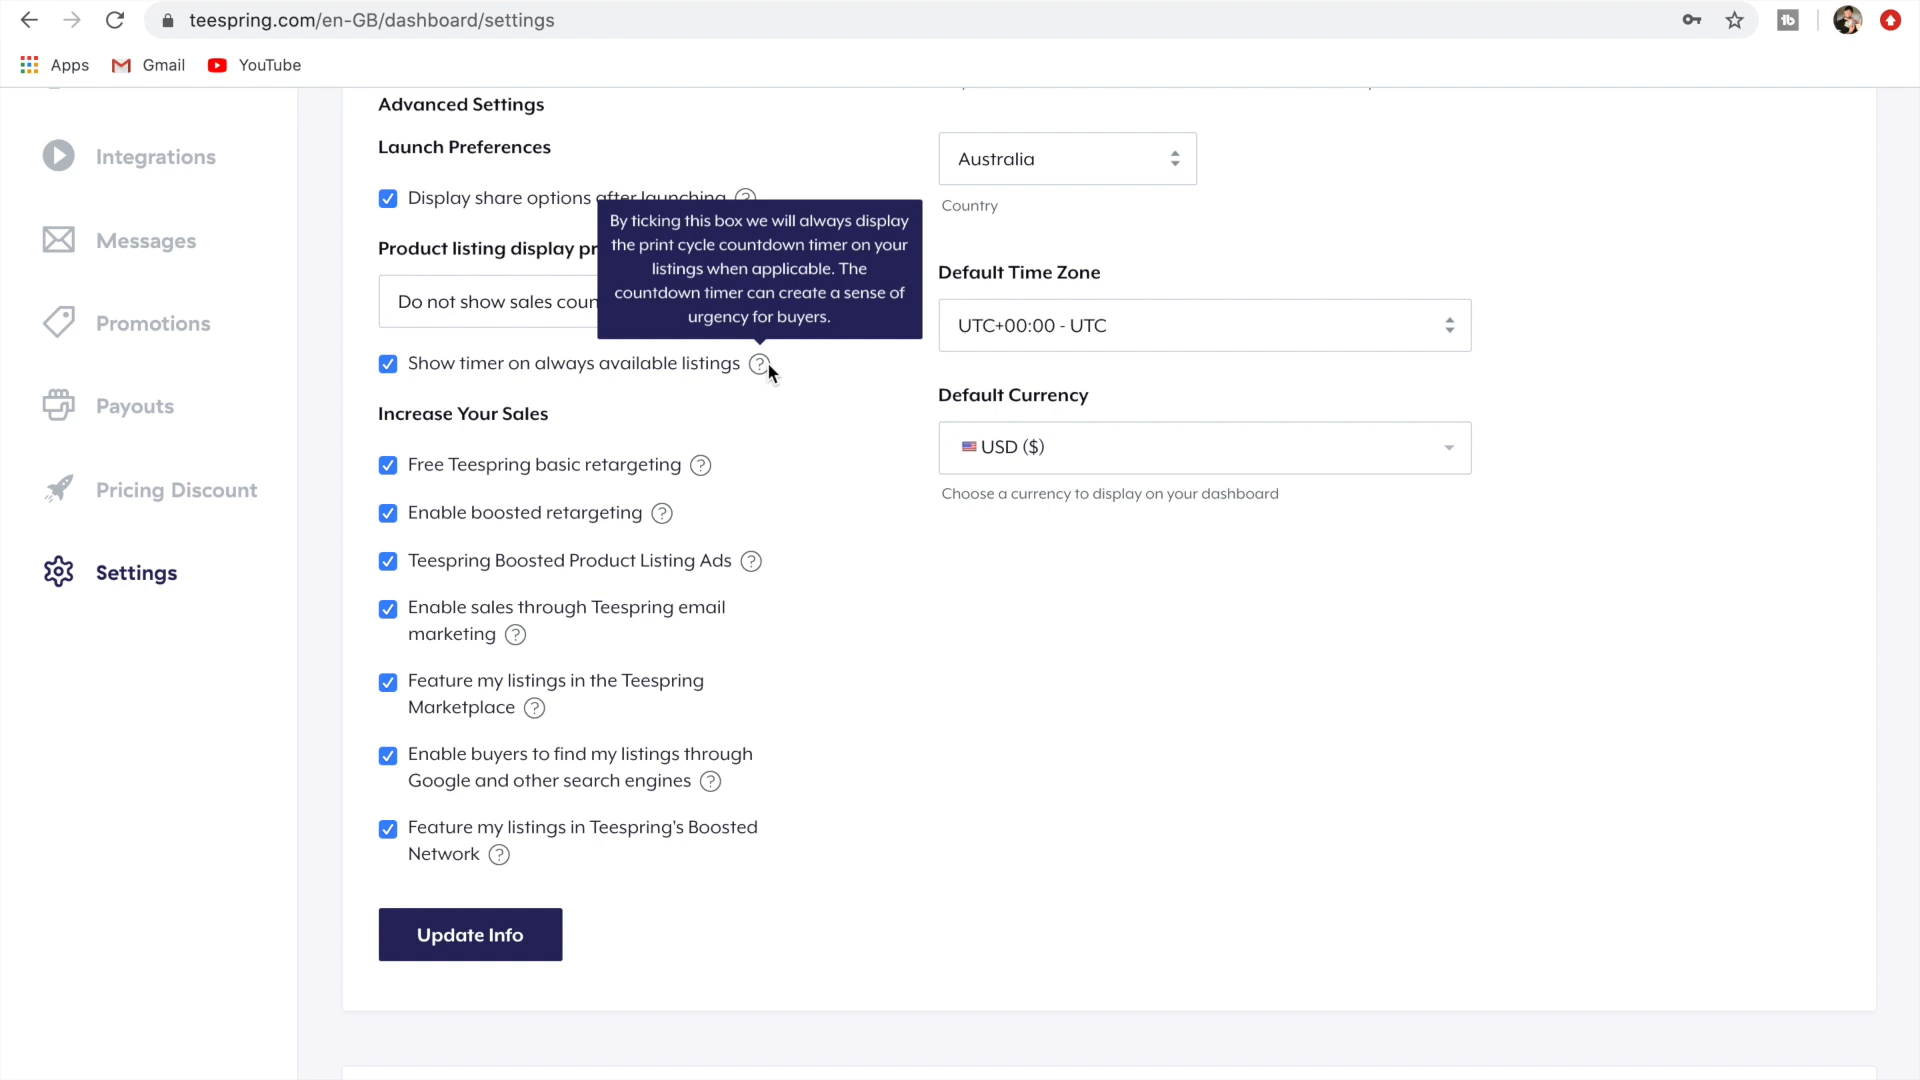 teespring.com/en-GB/dashboard/settings
Apps
Gmail
YouTube
Integrations
Messages
Promotions
Payouts
Pricing Discount
Settings
Advanced Settings
Launch Preferences
Display share options after launching ?
Product listing display pr
Do not show sales coun
By ticking this box we will always display
the print cycle countdown timer on your
listings when applicable. The
countdown timer can create a sense of
urgency for buyers.
Show timer on always available listings ?
Increase Your Sales
Free Teespring basic retargeting ?
Enable boosted retargeting ?
Teespring Boosted Product Listing Ads ?
Enable sales through Teespring email
marketing ?
Feature my listings in the Teespring
Marketplace ?
Enable buyers to find my listings through
Google and other search engines ?
Feature my listings in Teespring's Boosted
Network ?
Update Info
Australia
Country
Default Time Zone
UTC+00:00 - UTC
Default Currency
USD ($)
Choose a currency to display on your dashboard